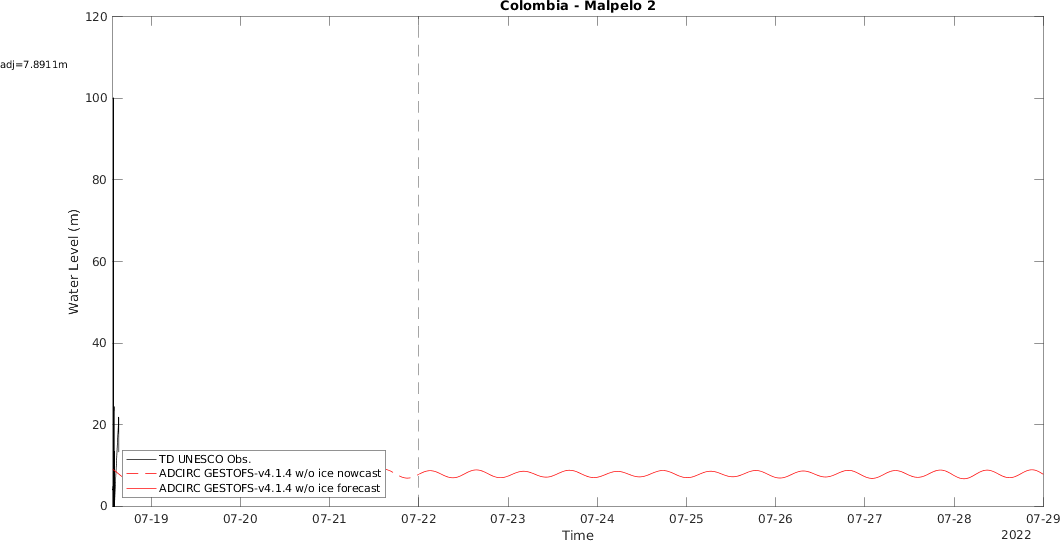 Colombia - Malpelo 2
adj=7.8911m
Water Level (m)
120
100
80
60
40
20
0
TD UNESCO Obs.
ADCIRC GESTOFS-v4.1.4 w/o ice nowcast
ADCIRC GESTOFS-v4.1.4 w/o ice forecast
07-19 07-20 07-21 07-22 07-23 07-24 07-25 07-26 07-27 07-28 07-29
Time
2022